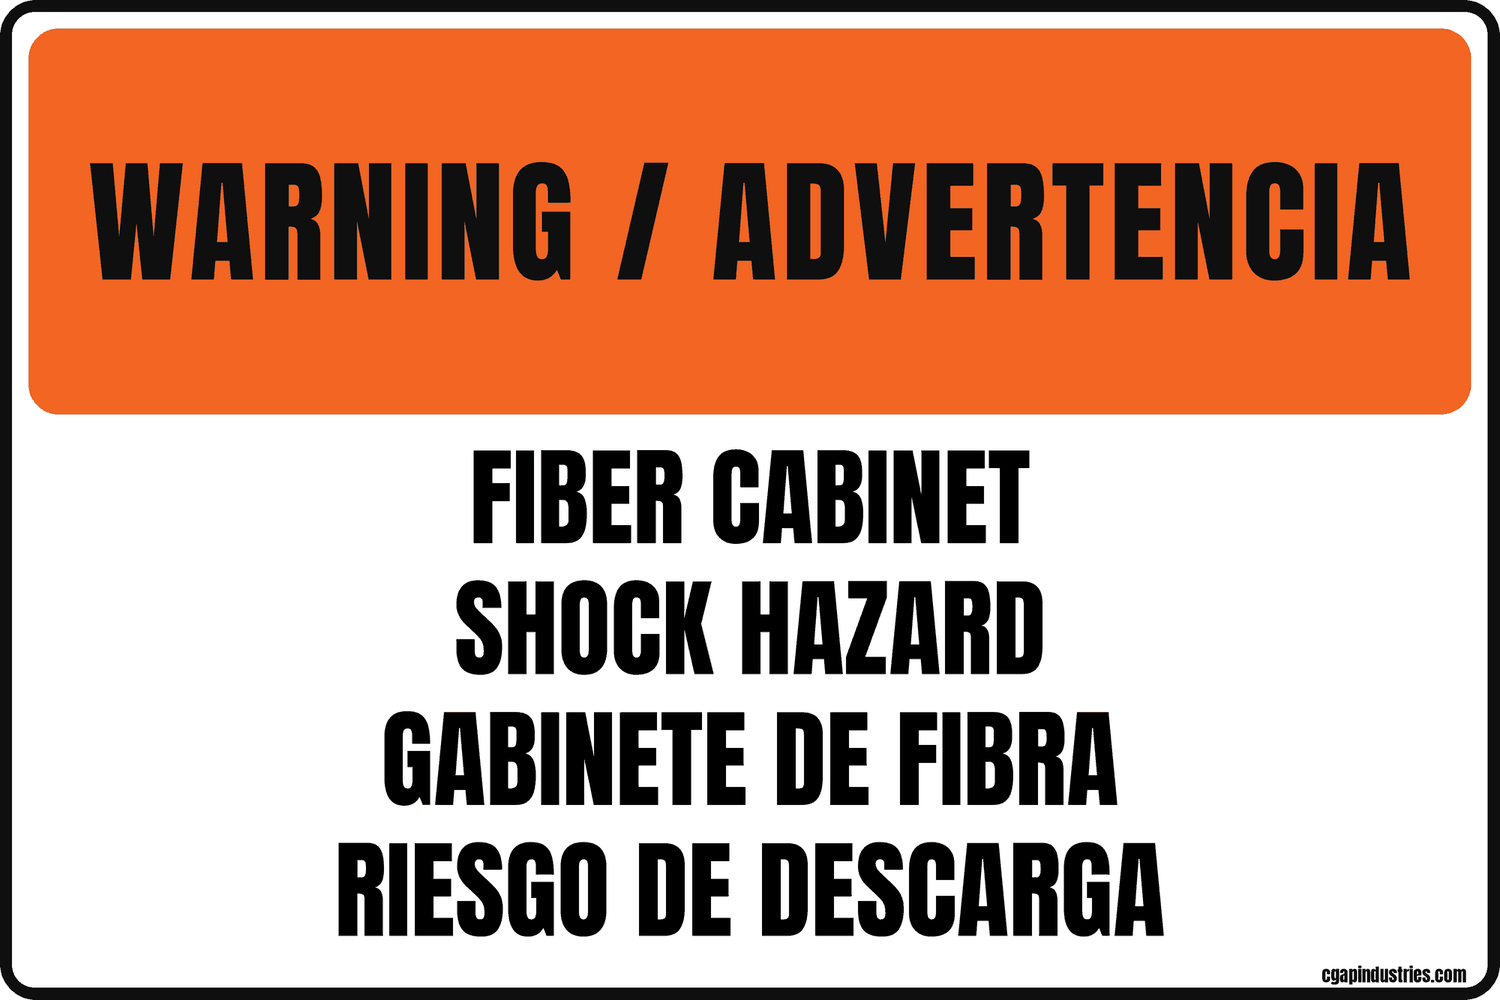 WARNING / ADVERTENCIA
FIBER CABINET
SHOCK HAZARD
GABINETE DE FIBRA
RIESGO DE DESCARGA
cgapindustries.com